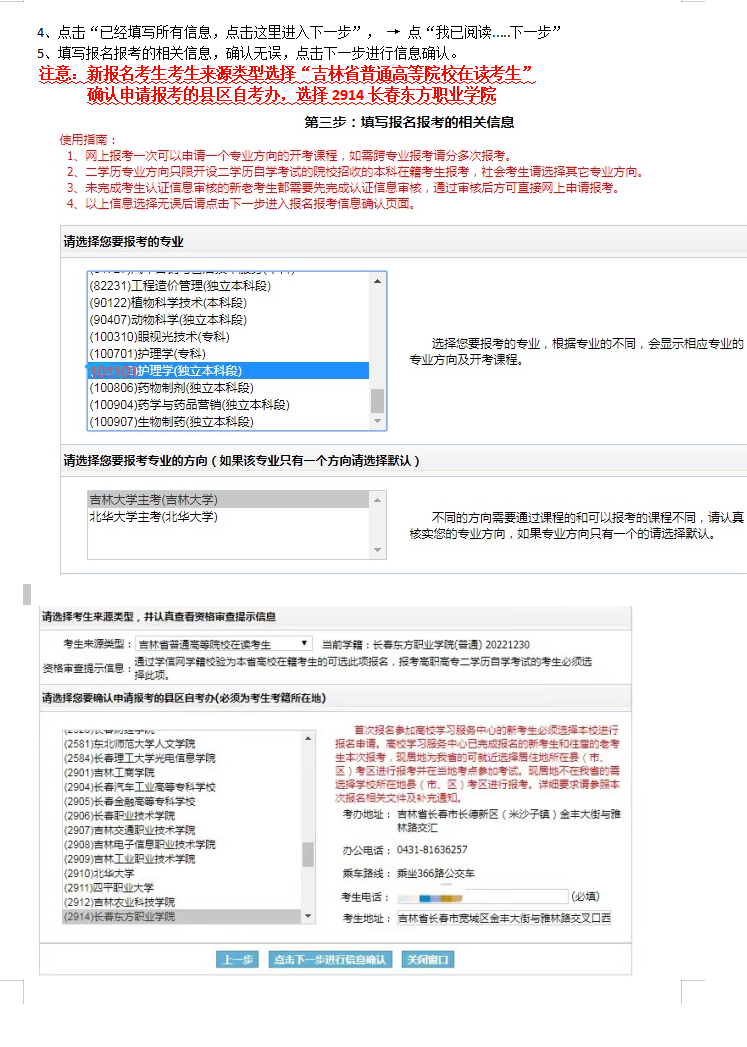 4、点击“已经填写所有信息，点击这里进入下一步”， → 点“我已阅读.....下一步”
5、填写报名报考的相关信息，确认无误，点击下一步进行信息确认。
注意：新报名考生考生来源类型选择“吉林省普通高等院校在读考生”
确认申请报考的县区自考办，选择 2914 长春东方职业学院
第三步：填写报名报考的相关信息
使用指南：
1、网上报考一次可以申请一个专业方向的开考课程，如需跨专业报考请分多次报考。
2、二学历专业方向只限开设二学历自学考试的院校招收的本科在籍考生报考，社会考生请选择其它专业方向。
3、未完成考生认证信息审核的新老考生都需要先完成认证信息审核，通过审核后方可直接网上申请报考。
4、以上信息选择无误后请点击下一步进入报名报考信息确认页面。
请选择您要报考的专业
(82231)工程造价管理(独立本科段)
(90122)植物科学技术(本科段)
(90407)动物科学(独立本科段)
(100310)眼视光技术(专科)
(100701)护理学(专科)
护理学(独立本科段)
(100806)药物制剂(独立本科段)
(100904)药学与药品营销(独立本科段)
(100907)生物制药(独立本科段)
选择您要报考的专业，根据专业的不同，会显示相应专业的
专业方向及开考课程。
请选择您要报考专业的方向（如果该专业只有一个方向请选择默认）
吉林大学主考(吉林大学)
北华大学主考(北华大学)
不同的方向需要通过课程的和可以报考的课程不同，请认真
核实您的专业方向，如果专业方向只有一个的请选择默认。
请选择考生来源类型，并认真查看资格审查提示信息
考生来源类型： 吉林省普通高等院校在读考生 当前学籍：长春东方职业学院(普通) 20221230
资格审查提示信息： 通过学信网学籍校验为本省高校在籍考生的可选此项报名，报考高职高专二学历自学考试的考生必须选
择此项。
请选择您要确认申请报考的县区自考办(必须为考生考籍所在地)
(2581)东北师范大学人文学院
(2584)长春理工大学光电信息学院
(2901)吉林工商学院
(2904)长春汽车工业高等专科学校
(2905)长春金融高等专科学校
(2906)长春职业技术学院
(2907)吉林交通职业技术学院
(2908)吉林电子信息职业技术学院
(2909)吉林工业职业技术学院
(2910)北华大学
(2911)四平职业大学
(2912)吉林农业科技学院
(2914)长春东方职业学院
首次报名参加高校学习服务中心的新考生必须选择本校进行
报名申请。高校学习服务中心已完成报名的新考生和往届的老考
生本次报考，现居地为我省的可就近选择居住地所在县（市、
区）考区进行报考并在当地考点参加考试。现居地不在我省的需
选择学校所在地县（市、区）考区进行报考。详细要求请参照本
次报名相关文件及补充通知。
考办地址： 吉林省长春市长德新区（米沙子镇）金丰大街与雅
林路交汇
办公电话： 0431-81636257
乘车路线： 乘坐366路公交车
考生电话： (必填)
考生地址： 吉林省长春市宽城区金丰大街与雅林路交叉口西
上一步 点击下一步进行信息确认 关闭窗口